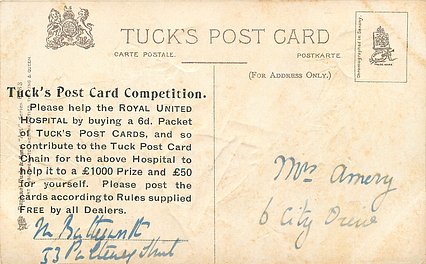 TUCK'S POST CARD
CARTE POSTALE.
POSTKARTE.
(FOR ADDRESS ONLY.)
Tuck's Post Card Competition.
Please help the ROYAL UNITED
HOSPITAL by buying a 6d. Packet
of TUCK'S POST CARDS, and so
contribute to the Tuck Post Card
Chain for the above Hospital to
help it to a £1000 Prize and £50
for yourself. Please post the
cards according to Rules supplied
FREE by all Dealers.
53 Pulteney Street
Mrs Amery
6 City